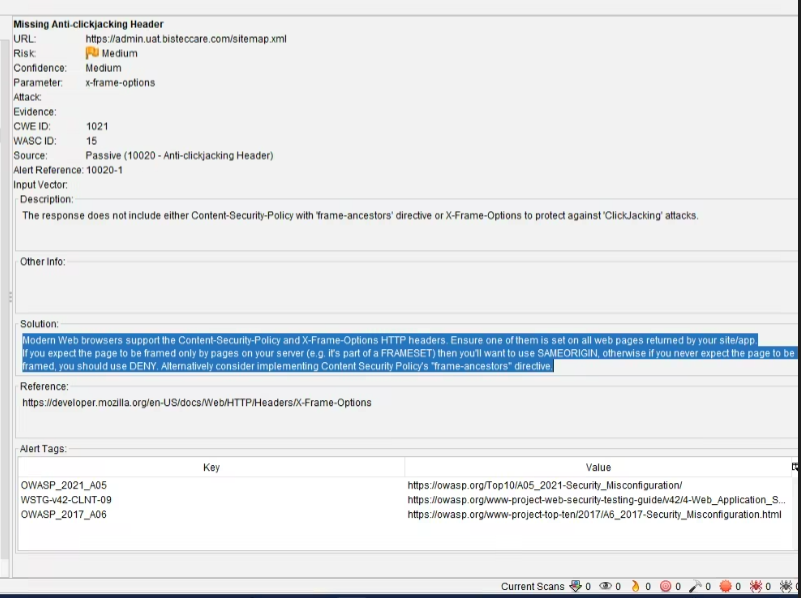 Missing Anti-clickjacking Header
URL: https://admin.uat.bisteccare.com/sitemap.xml
Risk: Medium
Confidence: Medium
Parameter: x-frame-options
Attack:
Evidence:
CWE ID: 1021
WASC ID: 15
Source: Passive (10020 - Anti-clickjacking Header)
Alert Reference: 10020-1
Input Vector:
Description:
The response does not include either Content-Security-Policy with 'frame-ancestors' directive or X-Frame-Options to protect against 'ClickJacking' attacks.
Other Info:
Solution:
Modern Web browsers support the Content-Security-Policy and X-Frame-Options HTTP headers. Ensure one of them is set on all web pages returned by your site/app.
If you expect the page to be framed only by pages on your server (e.g. it's part of a FRAMESET) then you'll want to use SAMEORIGIN, otherwise if you never expect the page to be
framed, you should use DENY. Alternatively consider implementing Content Security Policy's "frame-ancestors" directive.
Reference:
https://developer.mozilla.org/en-US/docs/Web/HTTP/Headers/X-Frame-Options
Alert Tags:
Key Value
OWASP_2021_A05 https://owasp.org/Top10/A05_2021-Security_Misconfiguration/
WSTG-v42-CLNT-09 https://owasp.org/www-project-web-security-testing-guide/v42/4-Web_Application_S...
OWASP_2017_A06 https://owasp.org/www-project-top-ten/2017/A6_2017-Security_Misconfiguration.html
Current Scans 0 0 0 0 0 0 0 0